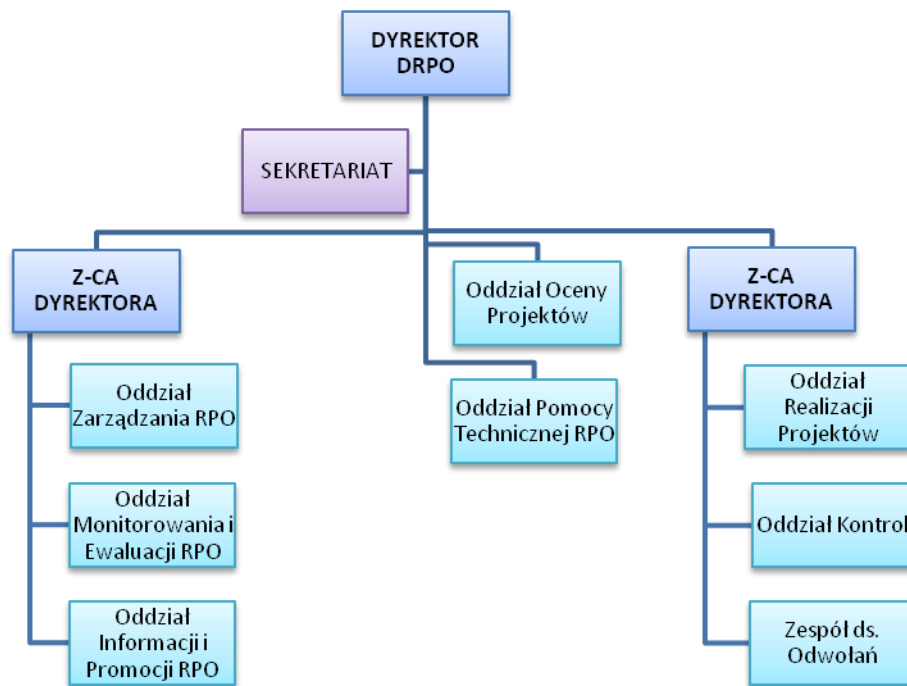 DYREKTOR
DRPO
SEKRETARIAT
Z-CA
DYREKTORA
Oddział Oceny
Projektów
Z-CA
DYREKTORA
Oddział
Zarządzania RPO
Oddział Pomocy
Technicznej RPO
Oddział
Realizacji
Projektów
Oddział
Monitorowania i
Ewaluacji RPO
Oddział Kontrol
Oddział
Informacji i
Promocji RPO
Zespół ds.
Odwołań